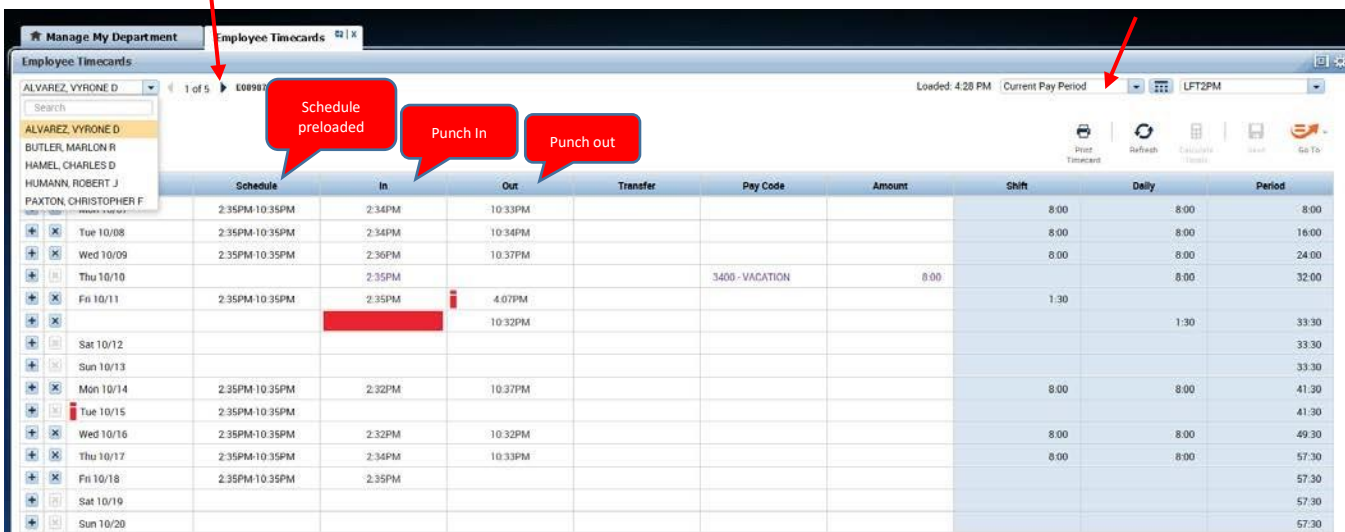 Manage My Department Employee Timecards
Employee Timecards
ALVAREZ, VYRONE D 1 of 5 Loaded: 4:28 PM Current Pay Period LFT2PM
Search
ALVAREZ, VYRONE D
BUTLER, MARLON R
HAMEL, CHARLES D
HUMANN, ROBERT J
PAXTON, CHRISTOPHER F
Schedule preloaded
Punch In
Punch out
Print Timecard Refresh Calculate Totals Save Go To
Schedule In Out Transfer Pay Code Amount Shift Daily Period
2:35PM-10:35PM 2:34PM 10:33PM 8:00 8:00 8:00
Tue 10/08 2:35PM-10:35PM 2:34PM 10:34PM 8:00 8:00 16:00
Wed 10/09 2:35PM-10:35PM 2:36PM 10:37PM 8:00 8:00 24:00
Thu 10/10 2:35PM 3400 - VACATION 8:00 8:00 32:00
Fri 10/11 2:35PM-10:35PM 2:35PM 4:07PM 1:30
10:32PM 1:30 33:30
Sat 10/12 33:30
Sun 10/13 33:30
Mon 10/14 2:35PM-10:35PM 2:32PM 10:37PM 8:00 8:00 41:30
Tue 10/15 2:35PM-10:35PM 41:30
Wed 10/16 2:35PM-10:35PM 2:32PM 10:32PM 8:00 8:00 49:30
Thu 10/17 2:35PM-10:35PM 2:34PM 10:33PM 8:00 8:00 57:30
Fri 10/18 2:35PM-10:35PM 2:35PM 57:30
Sat 10/19 57:30
Sun 10/20 57:30